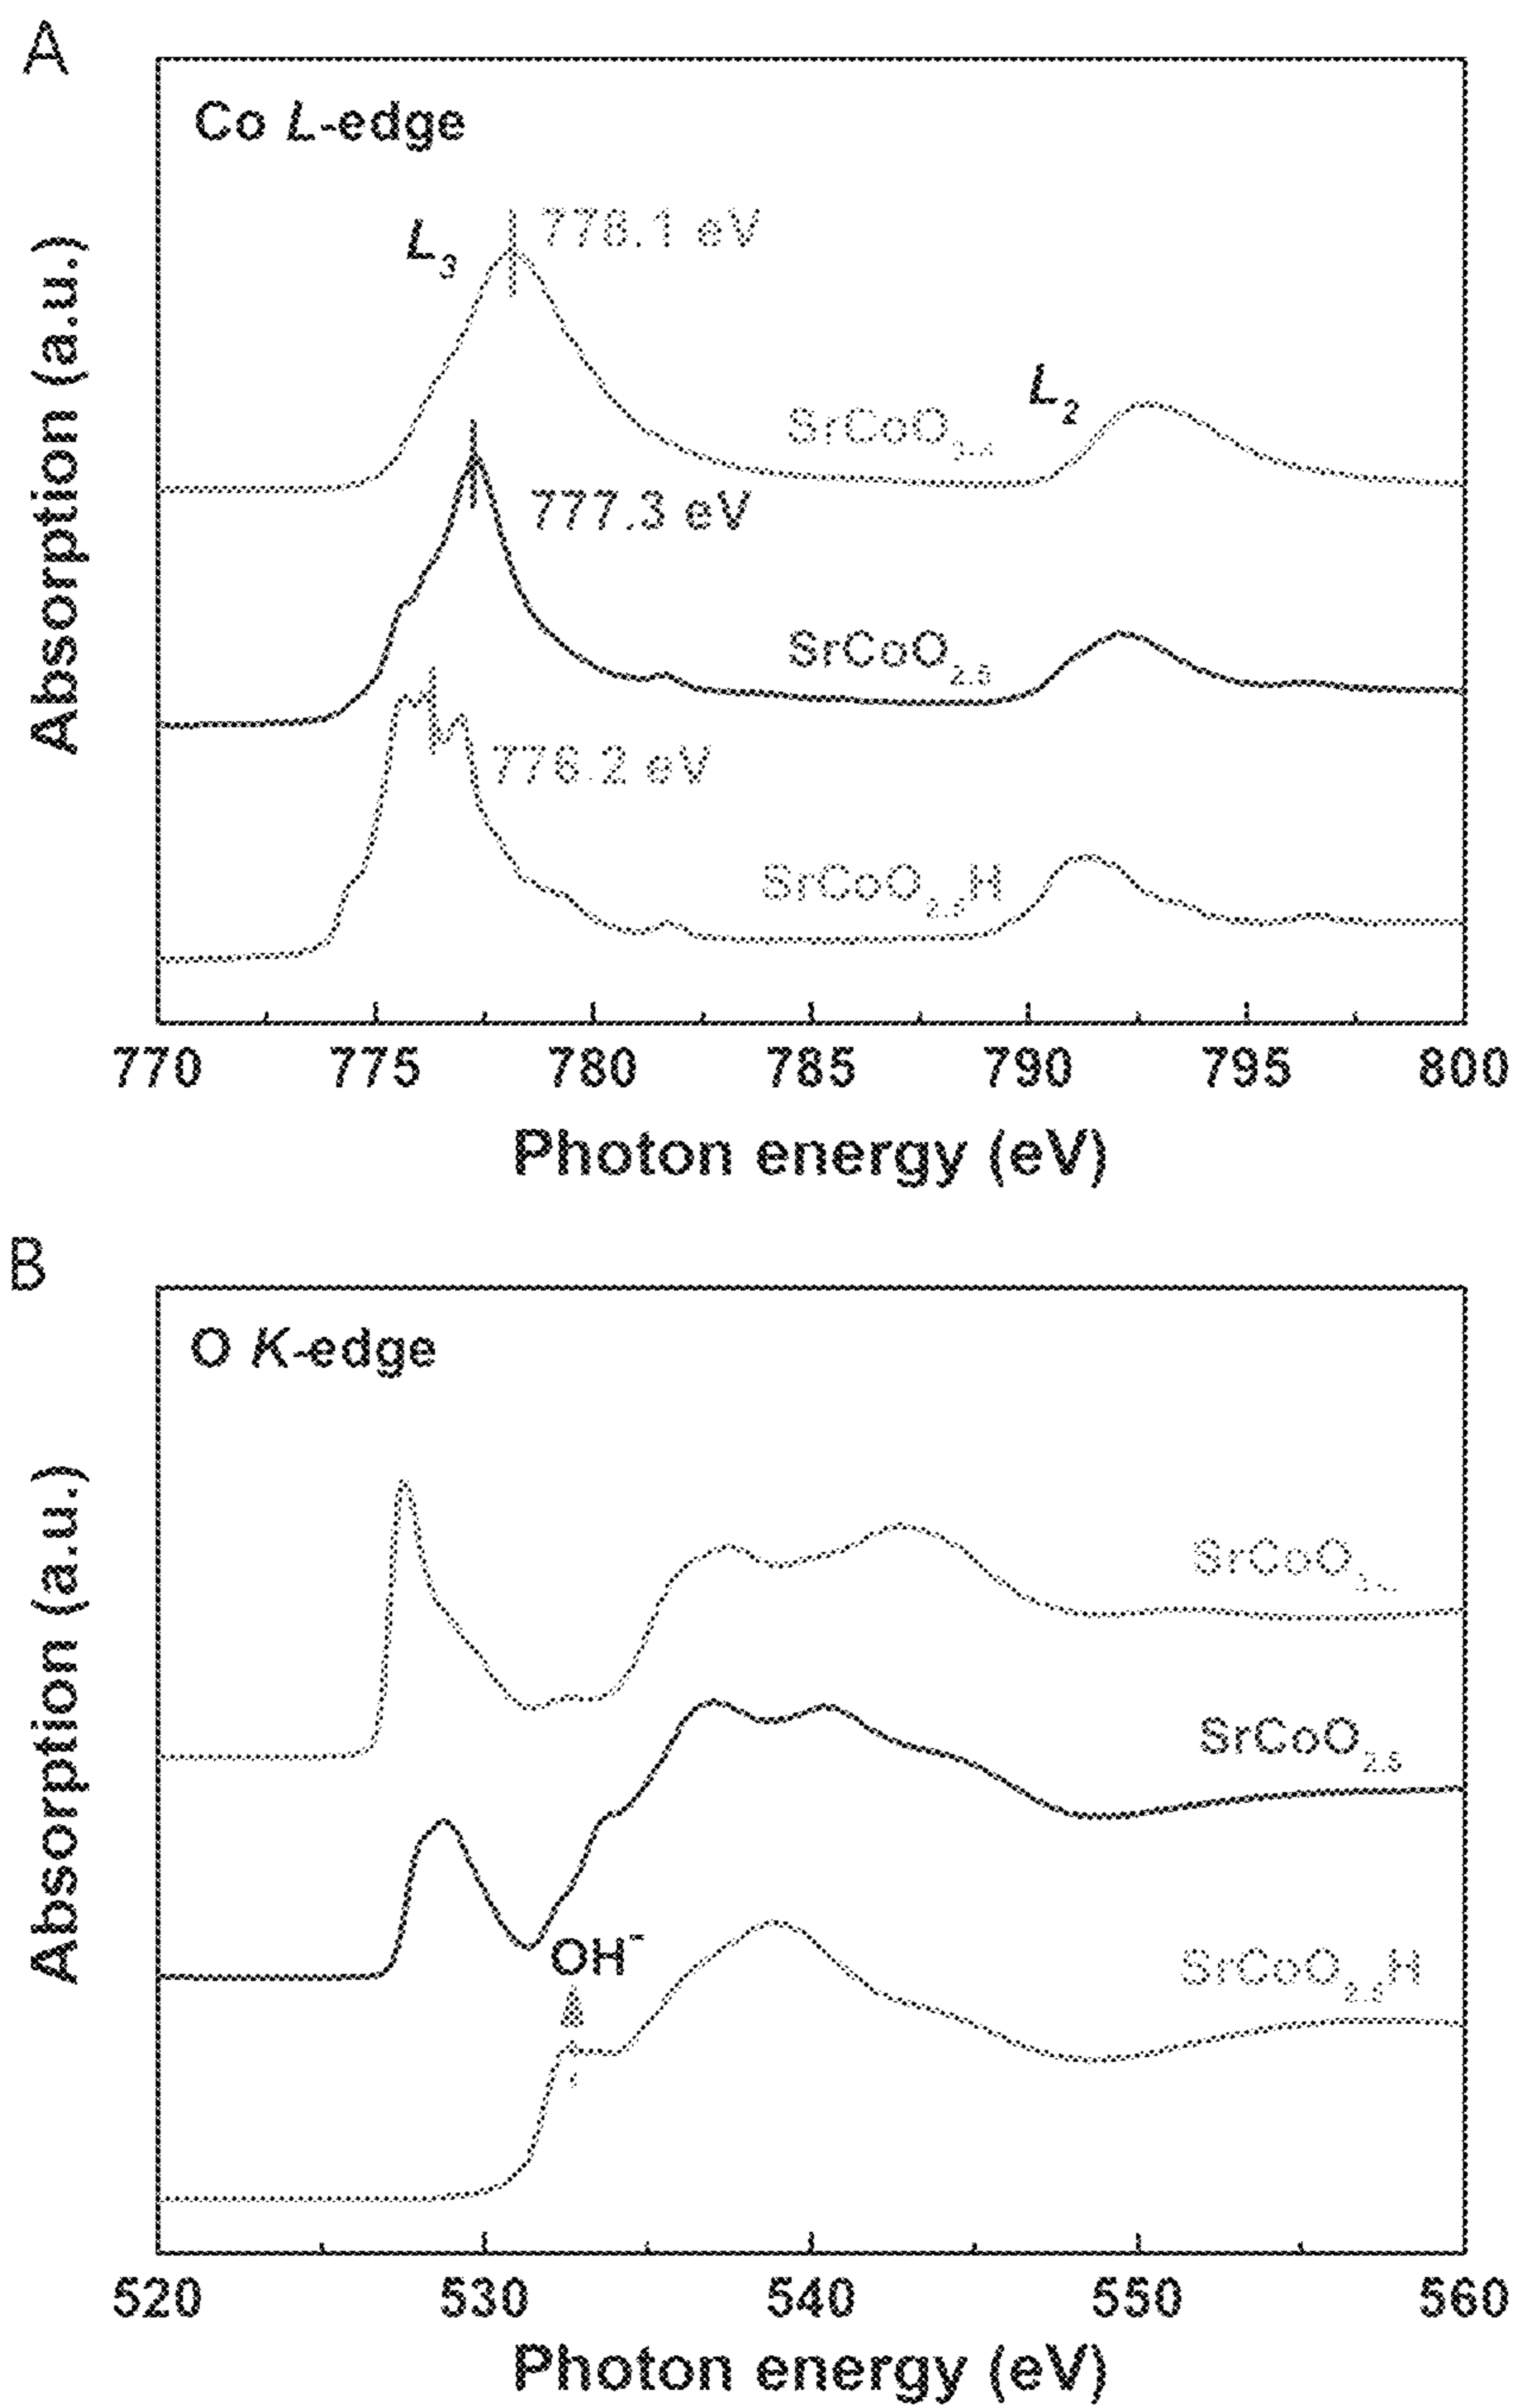 A
Co L-edge
L3
778.1 eV
L2
SrCoO
777.3 eV
SrCoO2.5
776.2 eV
SrCoO2.5H
Absorption (a.u.)
770 775 780 785 790 795 800
Photon energy (eV)
B
O K-edge
SrCoO
SrCoO2.5
OH-
SrCoO2.5H
Absorption (a.u.)
520 530 540 550 560
Photon energy (eV)